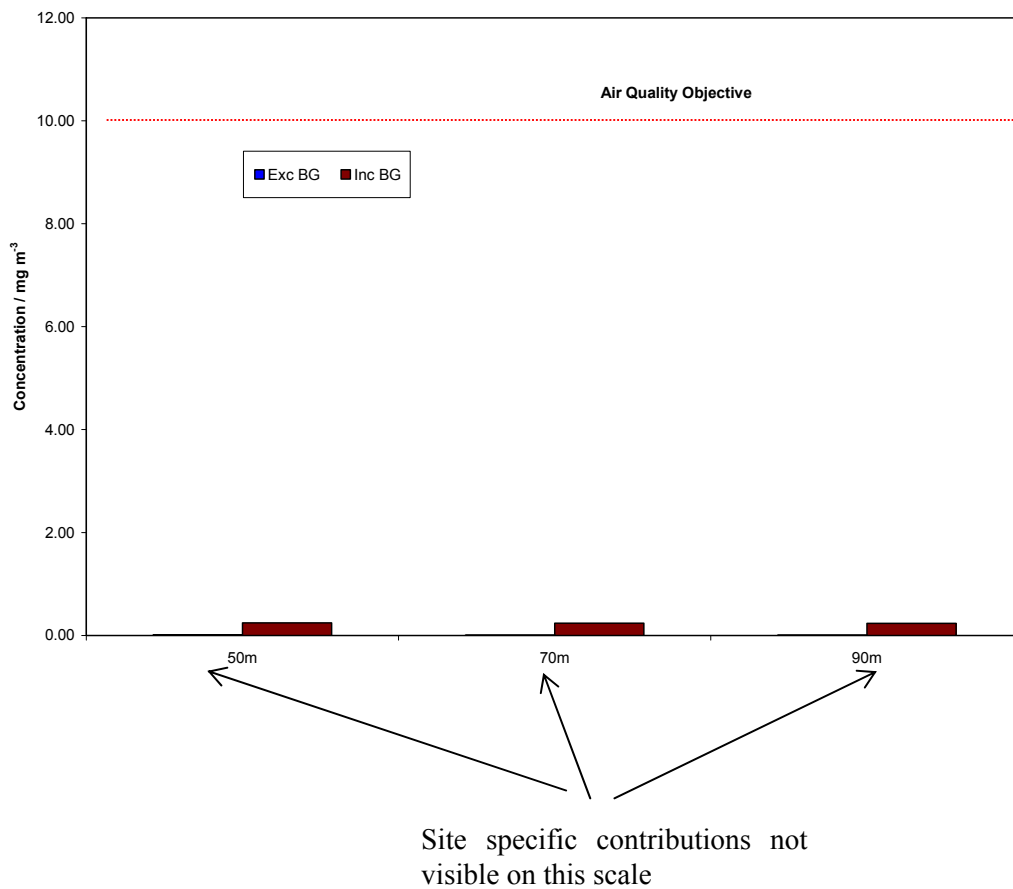 12.00
Air Quality Objective
10.00
Exc BG Inc BG
8.00
Concentration / mg m⁻³
6.00
4.00
2.00
0.00
50m 70m 90m
Site specific contributions not
visible on this scale